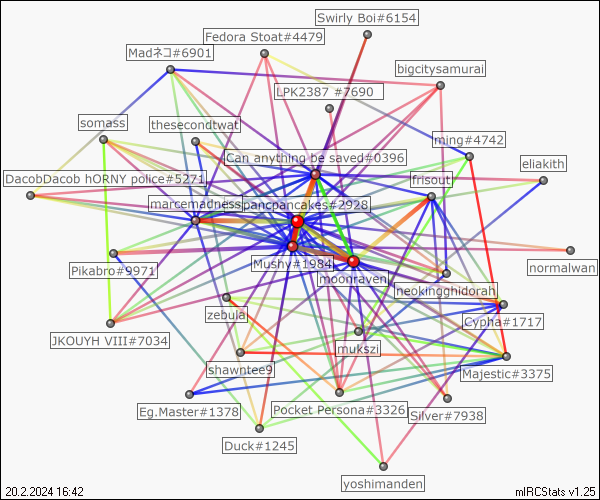 Swirly Boi#6154
Fedora Stoat#4479
Madネコ#6901
bigcitysamurai
LPK2387 #7690
somass
thesecondtwat
ming#4742
Can anything be saved#0396
eliakith
DacobDacob hORNY police#5271
frisout
marcemadness
pancpancakes#2928
Mushy#1984
normalwan
Pikabro#9971
moonraven
neokingghidorah
zebula
Cypha#1717
JKOUYH VIII#7034
mukszi
shawntee9
Majestic#3375
Eg.Master#1378
Pocket Persona#3326
Silver#7938
Duck#1245
yoshimanden
20.2.2024 16:42
mIRCStats v1.25